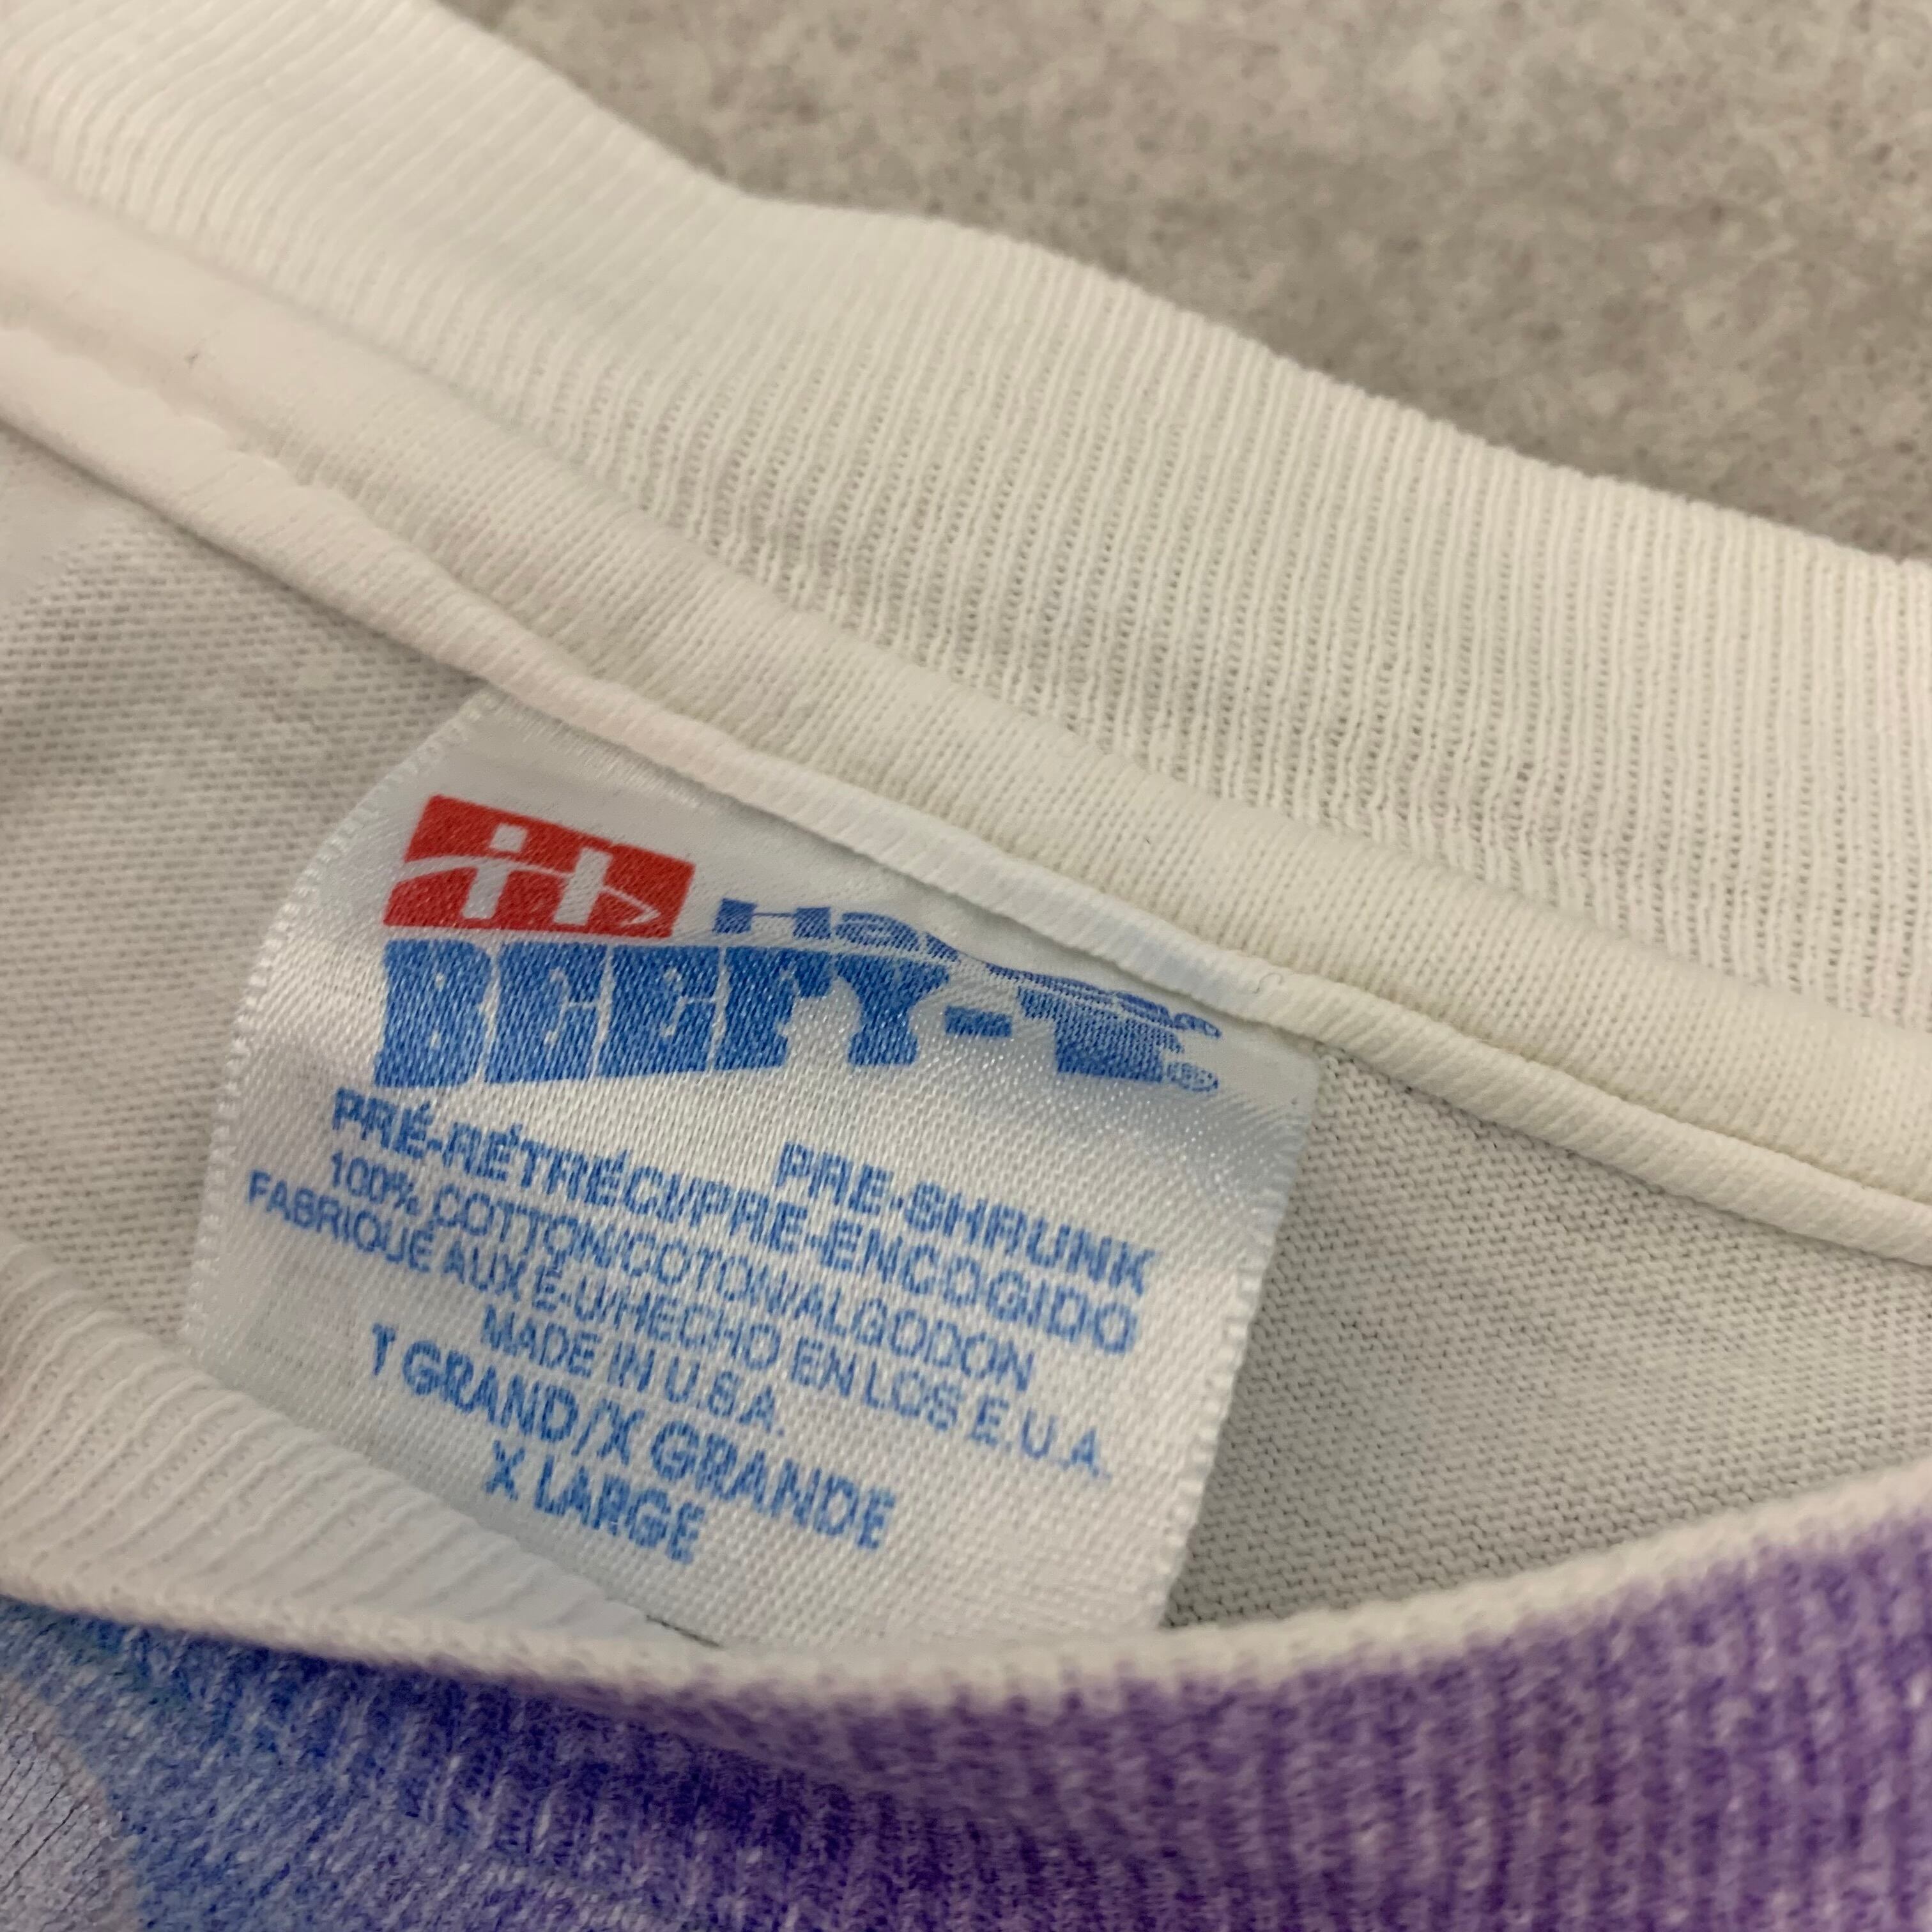 H Hanes
BEEFY-T®
PRE-SHRUNK
PRÉ-RÉTRÉCI/PRE-ENCOGIDO
100% COTTON/COTON/ALGODON
FABRIQUÉ AUX É-U/HECHO EN LOS E.U.A.
MADE IN U.S.A.
T GRAND/X GRANDE
X LARGE